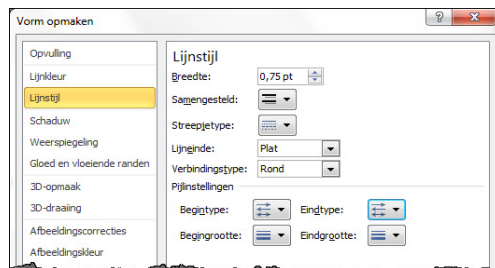 Vorm opmaken
Opvulling
Lijnkleur
Lijnstijl
Schaduw
Weerspiegeling
Gloed en vloeiende randen
3D-opmaak
3D-draaiing
Afbeeldingscorrecties
Afbeeldingskleur
Lijnstijl
Breedte: 0,75 pt
Samengesteld:
Streepjetype:
Lijneinde: Plat
Verbindingstype: Rond
Pijlinstellingen
Begintype: Eindtype:
Begingrootte: Eindgrootte: